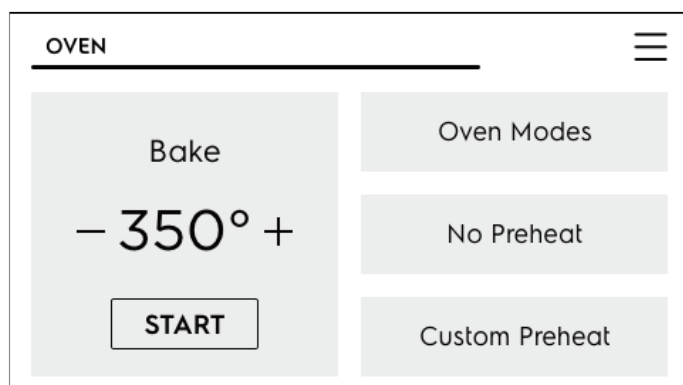 OVEN
Bake
− 350° +
START
Oven Modes
No Preheat
Custom Preheat